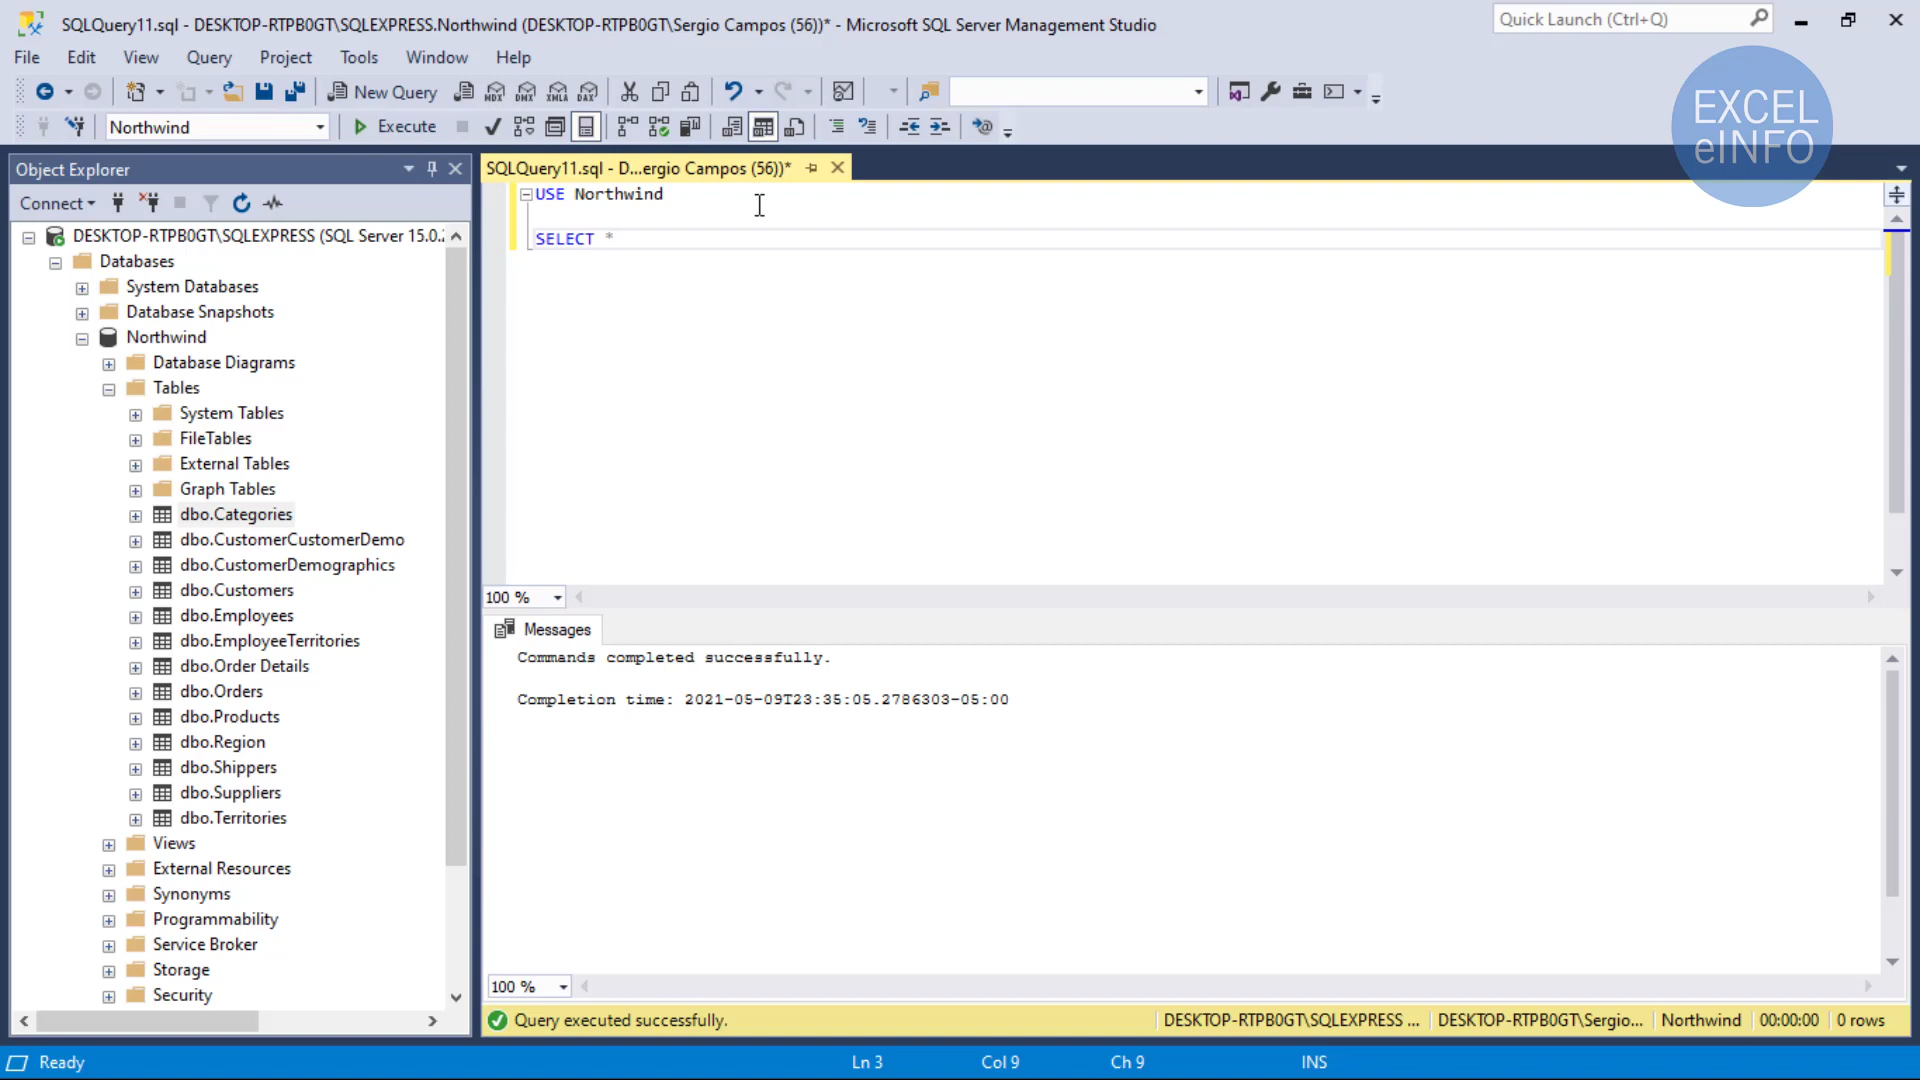 SQLQuery11.sql - DESKTOP-RTPB0GT\SQLEXPRESS.Northwind (DESKTOP-RTPB0GT\Sergio Campos (56))* - Microsoft SQL Server Management Studio
Quick Launch (Ctrl+Q)
File Edit View Query Project Tools Window Help
New Query
MDX DMX XMLA DAX
EXCEL
eINFO
Northwind
Execute
Object Explorer
Connect
DESKTOP-RTPB0GT\SQLEXPRESS (SQL Server 15.0.2
Databases
System Databases
Database Snapshots
Northwind
Database Diagrams
Tables
System Tables
FileTables
External Tables
Graph Tables
dbo.Categories
dbo.CustomerCustomerDemo
dbo.CustomerDemographics
dbo.Customers
dbo.Employees
dbo.EmployeeTerritories
dbo.Order Details
dbo.Orders
dbo.Products
dbo.Region
dbo.Shippers
dbo.Suppliers
dbo.Territories
Views
External Resources
Synonyms
Programmability
Service Broker
Storage
Security
SQLQuery11.sql - D...ergio Campos (56))*
USE Northwind
SELECT *
100 %
Messages
Commands completed successfully.
Completion time: 2021-05-09T23:35:05.2786303-05:00
100 %
Query executed successfully.
DESKTOP-RTPB0GT\SQLEXPRESS ... DESKTOP-RTPB0GT\Sergio... Northwind 00:00:00 0 rows
Ready Ln 3 Col 9 Ch 9 INS